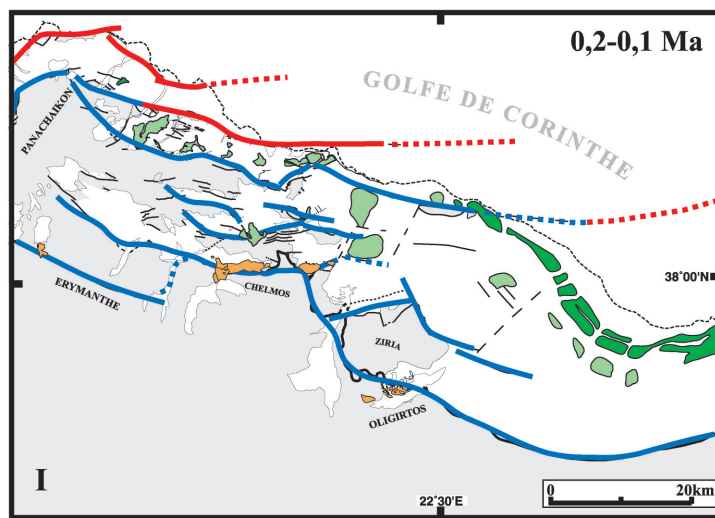 0,2-0,1 Ma
GOLFE DE CORINTHE
PANACHAIKON
38°00'N
ERYMANTHE
CHELMOS
ZIRIA
OLIGIRTOS
I
22°30'E
0 20km